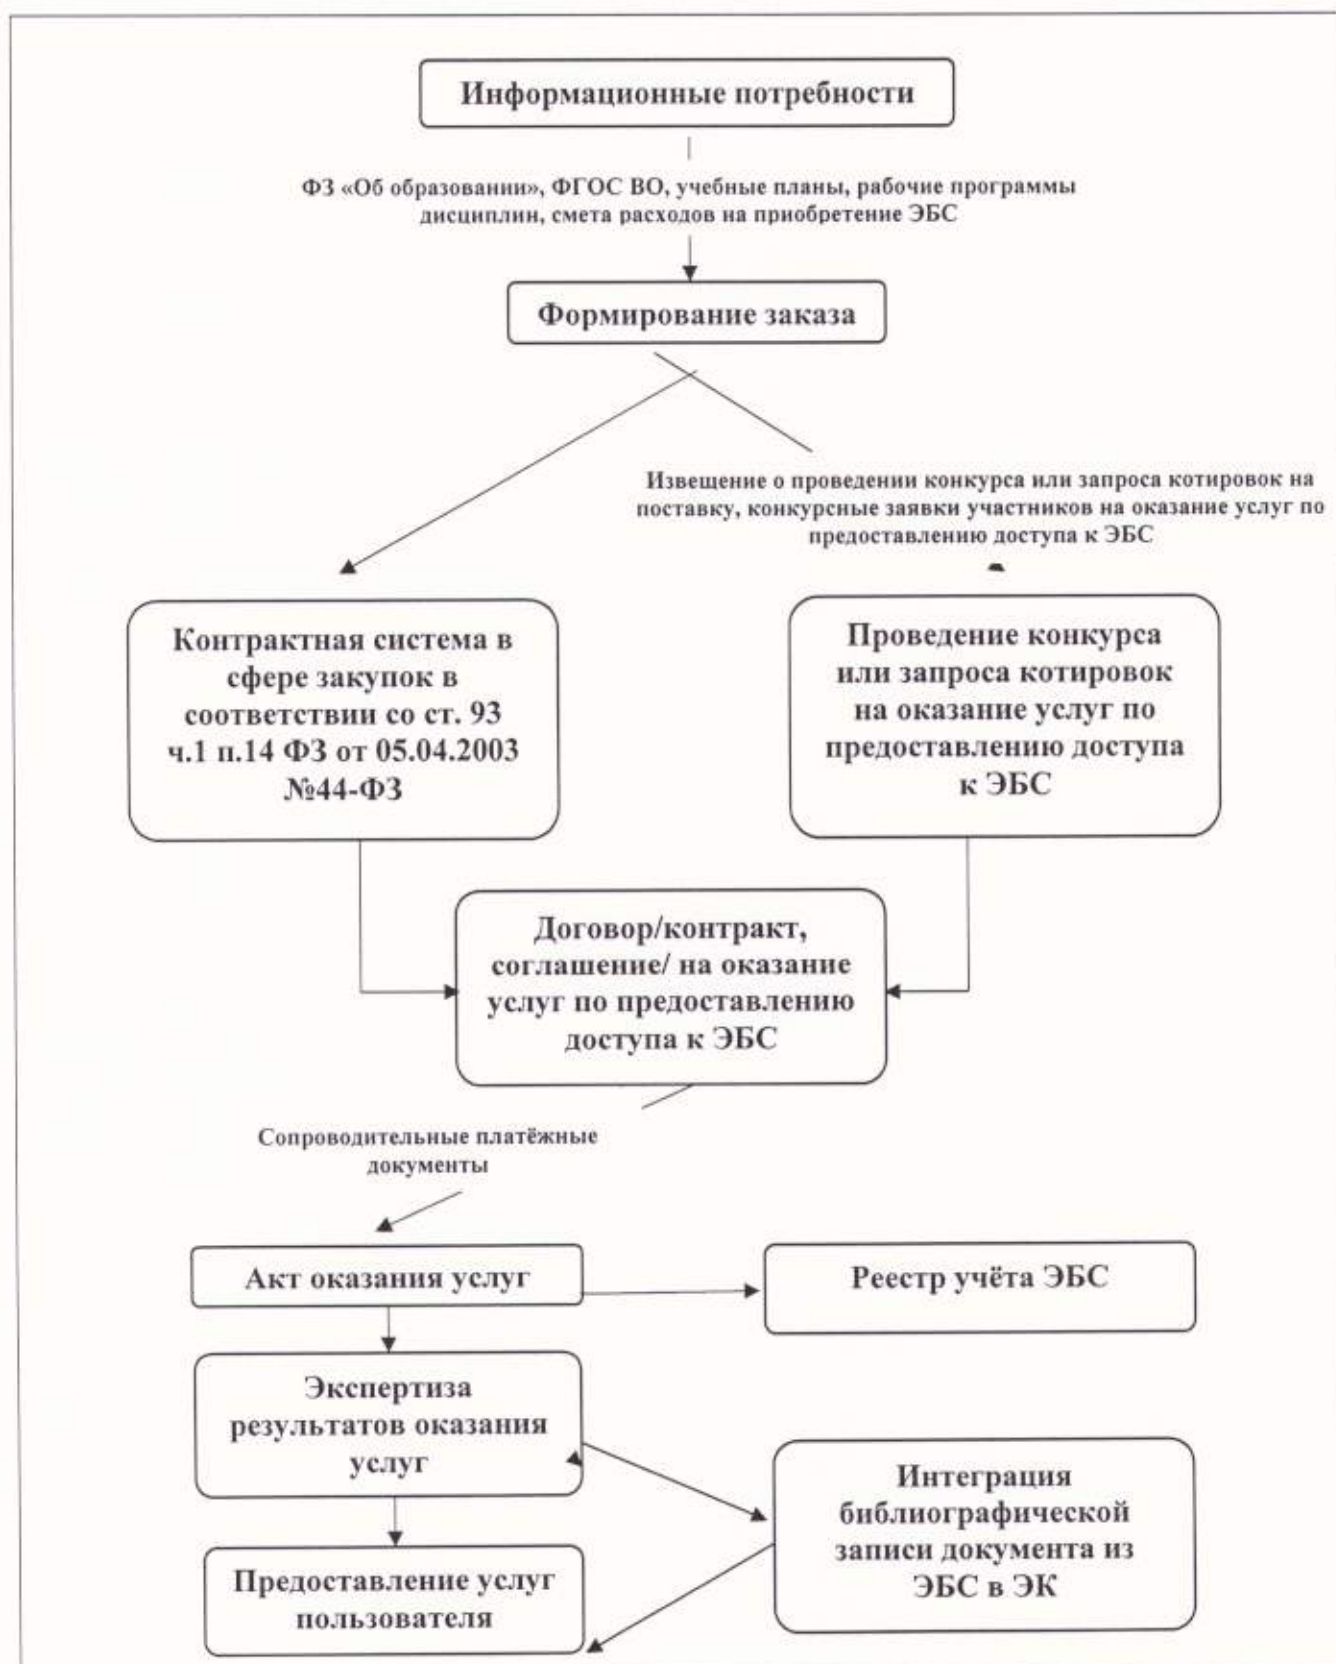 Информационные потребности
ФЗ «Об образовании», ФГОС ВО, учебные планы, рабочие программы
дисциплин, смета расходов на приобретение ЭБС
Формирование заказа
Извещение о проведении конкурса или запроса котировок на
поставку, конкурсные заявки участников на оказание услуг по
предоставлению доступа к ЭБС
Контрактная система в
сфере закупок в
соответствии со ст. 93
ч.1 п.14 ФЗ от 05.04.2003
№44-ФЗ
Проведение конкурса
или запроса котировок
на оказание услуг по
предоставлению доступа
к ЭБС
Договор/контракт,
соглашение/ на оказание
услуг по предоставлению
доступа к ЭБС
Сопроводительные платёжные
документы
Акт оказания услуг
Реестр учёта ЭБС
Экспертиза
результатов оказания
услуг
Интеграция
библиографической
записи документа из
ЭБС в ЭК
Предоставление услуг
пользователя